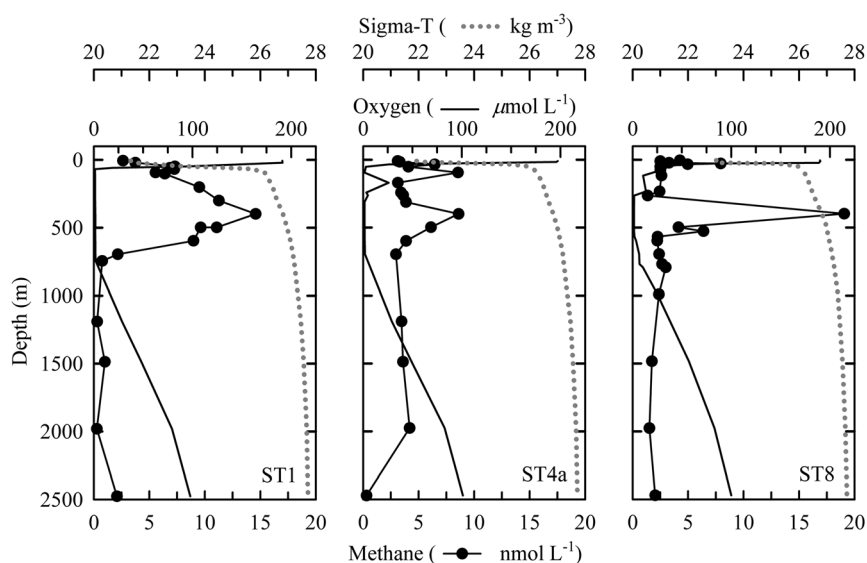 Sigma-T ( kg m⁻³)
20 22 24 26 28 20 22 24 26 28 20 22 24 26 28
Oxygen ( μmol L⁻¹)
0 100 200 0 100 200 0 100 200
0
500
1000
1500
2000
2500
Depth (m)
ST1 ST4a ST8
0 5 10 15 20 0 5 10 15 20 0 5 10 15 20
Methane ( nmol L⁻¹)